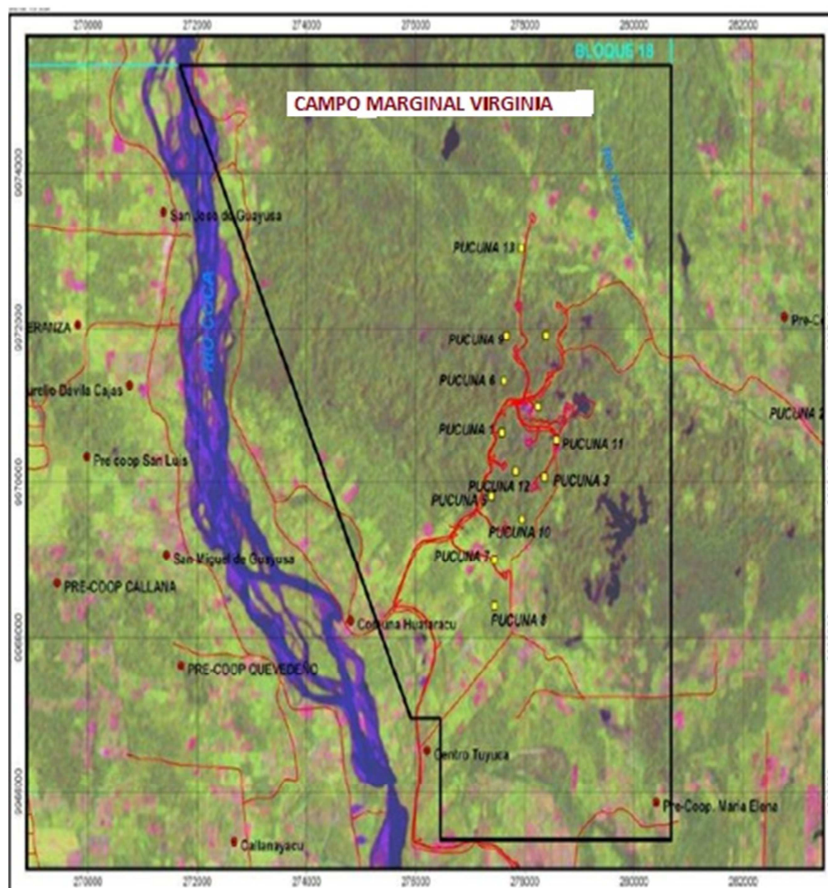 270000 272000 274000 276000 278000 280000 282000
BLOQUE 18
CAMPO MARGINAL VIRGINIA
9974000
San Jose de Guayusa
PUCUNA 13
RIO COCA
9972000
ERANZA
PUCUNA 9
Pre-C
PUCUNA 6
urelio Davila Cajas
PUCUNA 2
PUCUNA 1
PUCUNA 11
Pre coop San Luis
9970000
PUCUNA 12
PUCUNA 5
PUCUNA 10
PUCUNA 7
San Miguel de Guayusa
PRE-COOP CALLANA
PUCUNA 8
Comuna Huataracu
9968000
PRE-COOP QUEVEDEÑO
Centro Tuyuca
9966000
Pre-Coop. Maria Elena
Callanayacu
270000 272000 274000 276000 278000 280000 282000